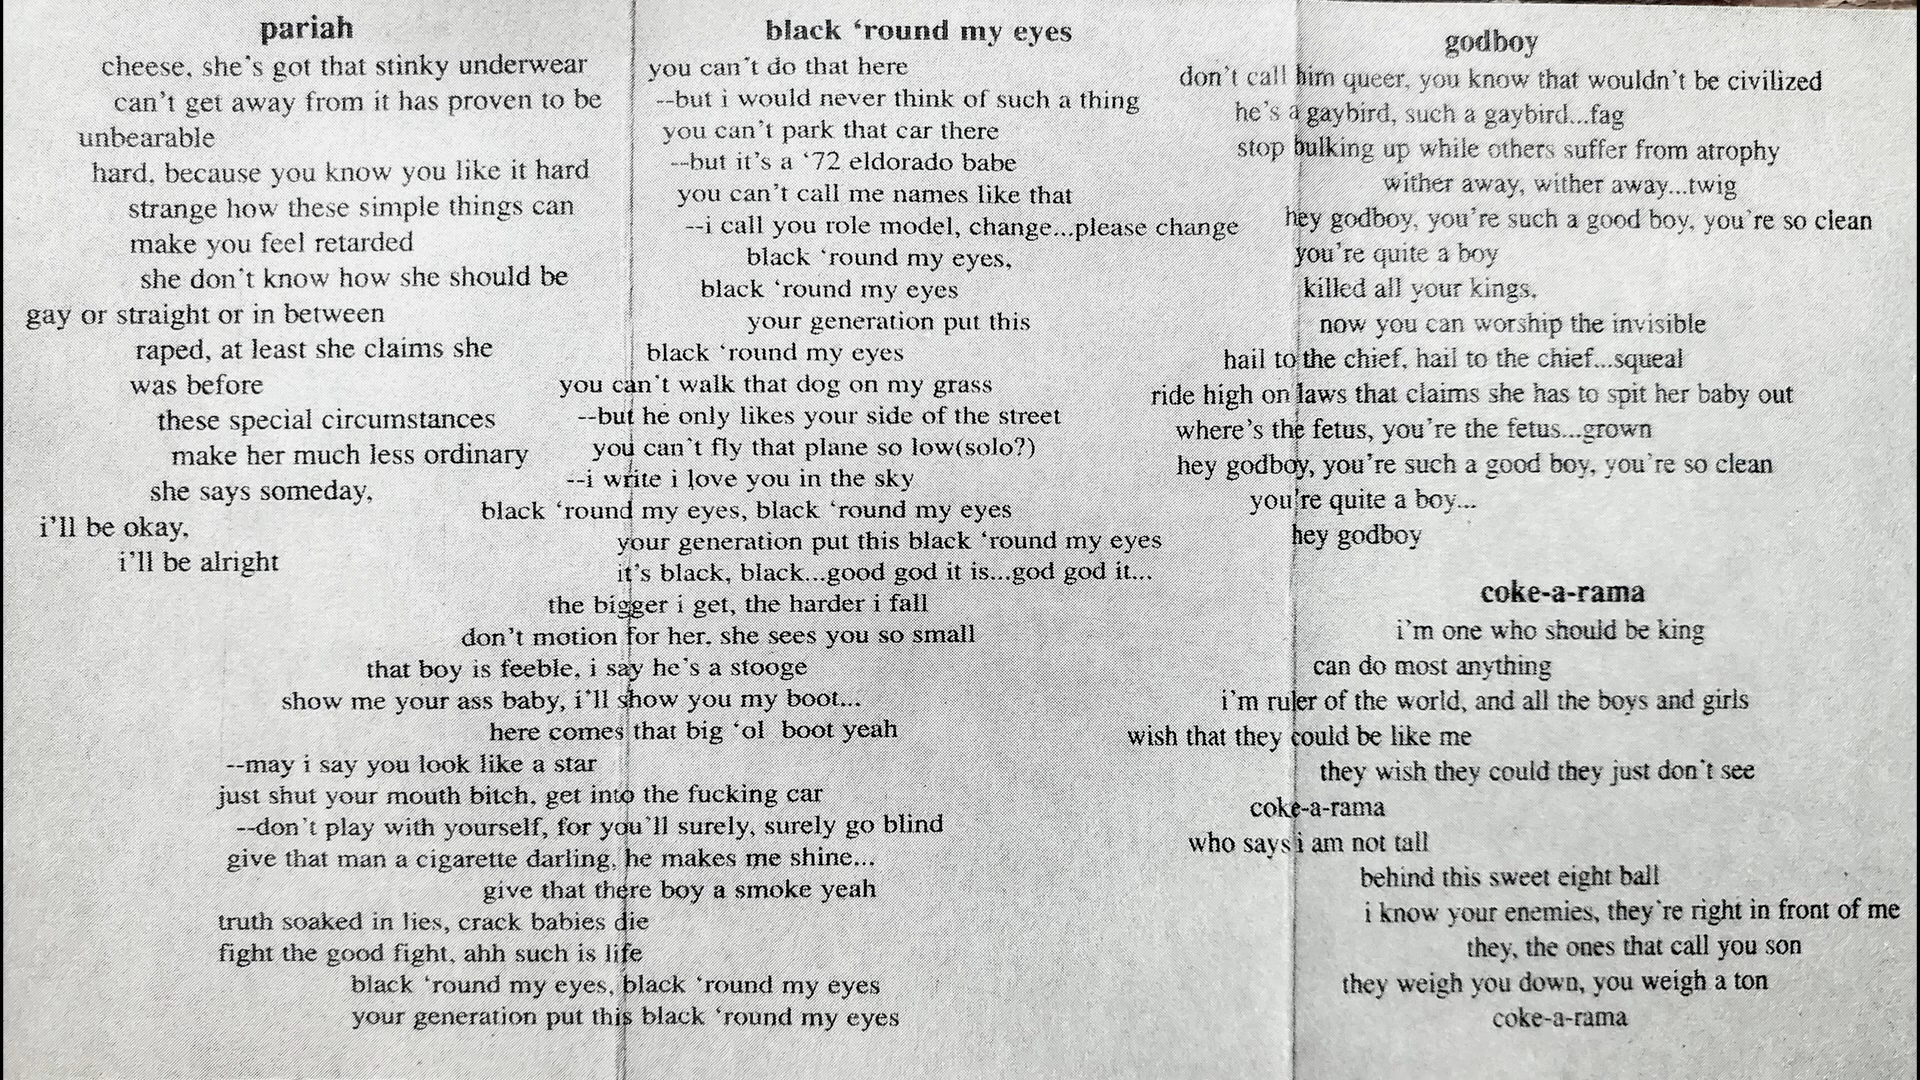 pariah
cheese, she's got that stinky underwear
can't get away from it has proven to be
unbearable
hard, because you know you like it hard
strange how these simple things can
make you feel retarded
she don't know how she should be
gay or straight or in between
raped, at least she claims she
was before
these special circumstances
make her much less ordinary
she says someday,
i'll be okay,
i'll be alright
black ‘round my eyes
you can't do that here
--but i would never think of such a thing
you can't park that car there
--but it's a ‘72 eldorado babe
you can't call me names like that
--i call you role model, change...please change
black ‘round my eyes,
black ‘round my eyes
your generation put this
black ‘round my eyes
you can't walk that dog on my grass
--but he only likes your side of the street
you can't fly that plane so low(solo?)
--i write i love you in the sky
black ‘round my eyes, black ‘round my eyes
your generation put this black ‘round my eyes
it's black, black...good god it is...god god it...
the bigger i get, the harder i fall
don't motion for her, she sees you so small
that boy is feeble, i say he's a stooge
show me your ass baby, i'll show you my boot...
here comes that big ‘ol boot yeah
--may i say you look like a star
just shut your mouth bitch, get into the fucking car
--don't play with yourself, for you'll surely, surely go blind
give that man a cigarette darling, he makes me shine...
give that there boy a smoke yeah
truth soaked in lies, crack babies die
fight the good fight, ahh such is life
black ‘round my eyes, black ‘round my eyes
your generation put this black ‘round my eyes
godboy
don't call him queer, you know that wouldn't be civilized
he's a gaybird, such a gaybird...fag
stop bulking up while others suffer from atrophy
wither away, wither away...twig
hey godboy, you're such a good boy, you're so clean
you're quite a boy
killed all your kings,
now you can worship the invisible
hail to the chief, hail to the chief...squeal
ride high on laws that claims she has to spit her baby out
where's the fetus, you're the fetus...grown
hey godboy, you're such a good boy, you're so clean
you're quite a boy...
hey godboy
coke-a-rama
i'm one who should be king
can do most anything
i'm ruler of the world, and all the boys and girls
wish that they could be like me
they wish they could they just don't see
coke-a-rama
who says i am not tall
behind this sweet eight ball
i know your enemies, they're right in front of me
they, the ones that call you son
they weigh you down, you weigh a ton
coke-a-rama